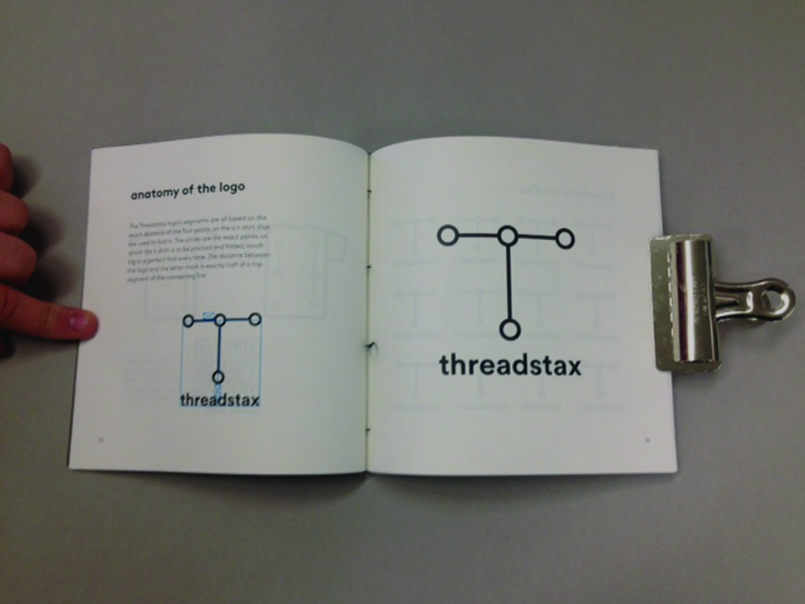 anatomy of the logo
The Threadstax logo's segments are all based on the
exact distance of the four points on the a t-shirt that
are used to fold it. The circles are the exact points on
which the t-shirt is to be pinched and folded, result-
ing in a perfect fold every time. The distance between
the logo and the letter mark is exactly half of a top
segment of the connecting line.
threadstax
threadstax